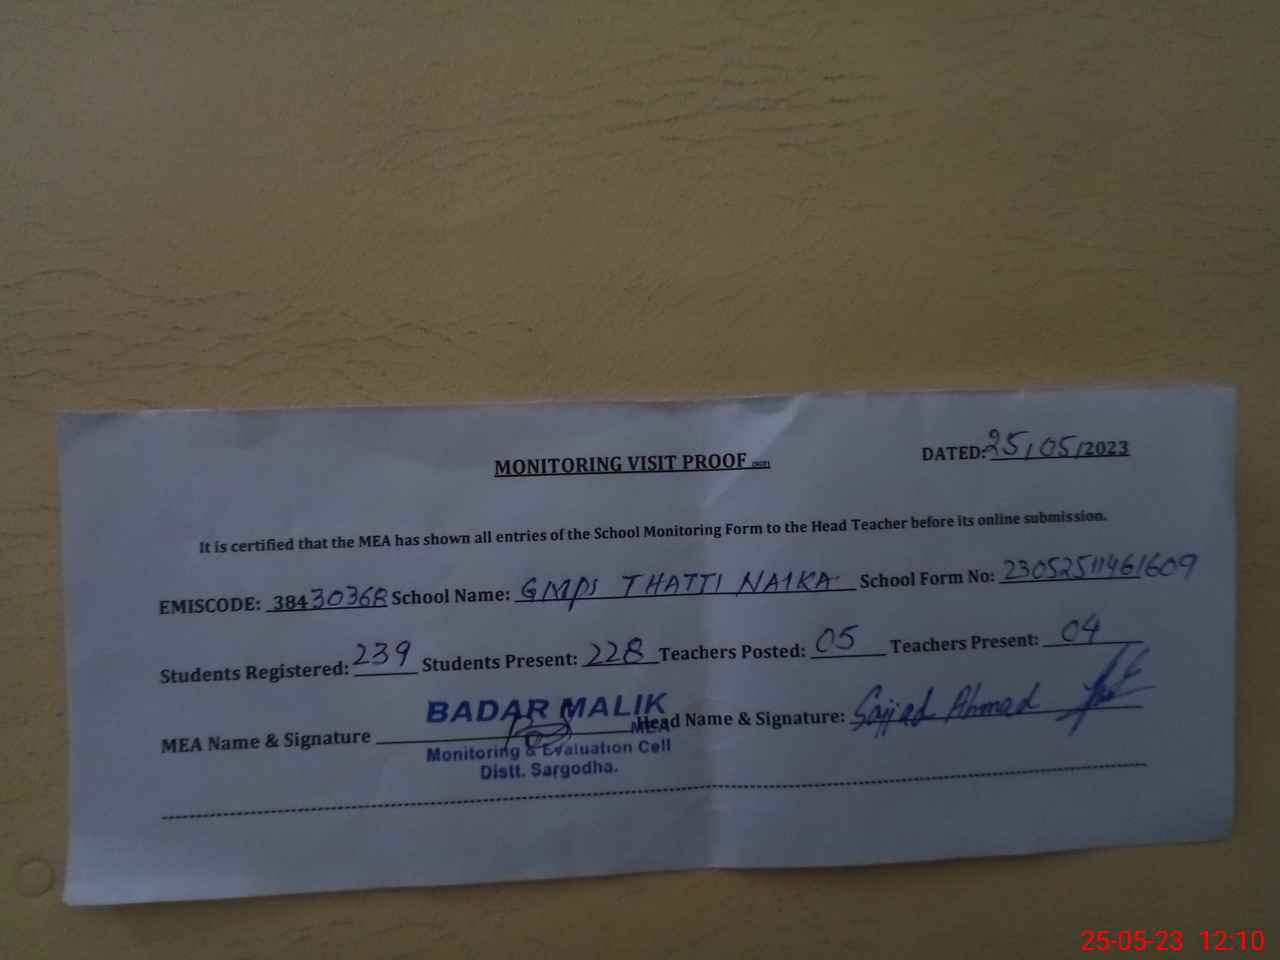 DATED: 25/05/2023
MONITORING VISIT PROOF
It is certified that the MEA has shown all entries of the School Monitoring Form to the Head Teacher before its online submission.
EMISCODE: 38430368 School Name: GMPS THATTI NAIKA School Form No: 23052511461609
Students Registered: 239 Students Present: 228 Teachers Posted: 05 Teachers Present: 04
MEA Name & Signature Head Name & Signature: Sajjad Ahmad
BADAR MALIK
MEA
Monitoring & Evaluation Cell
Distt. Sargodha.
25-05-23 12:10